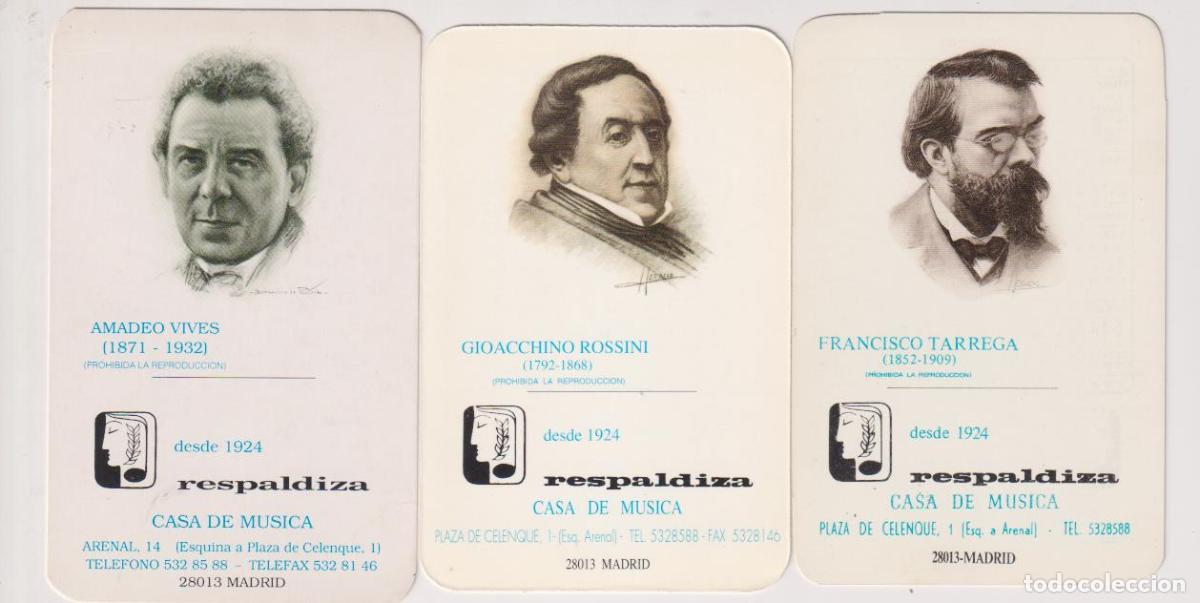 AMADEO VIVES
(1871 - 1932)
(PROHIBIDA LA REPRODUCCION)
desde 1924
respaldiza
CASA DE MUSICA
ARENAL, 14 (Esquina a Plaza de Celenque, 1)
TELEFONO 532 85 88 - TELEFAX 532 81 46
28013 MADRID
GIOACCHINO ROSSINI
(1792-1868)
(PROHIBIDA LA REPRODUCCION)
desde 1924
respaldiza
CASA DE MUSICA
PLAZA DE CELENQUE, 1-(Esq. Arenal)- TEL. 5328588 - FAX 5328146
28013 MADRID
FRANCISCO TARREGA
(1852-1909)
(PROHIBIDA LA REPRODUCCION)
desde 1924
respaldiza
CASA DE MUSICA
PLAZA DE CELENQUE, 1 (Esq. a Arenal) - TEL. 5328588
28013-MADRID
todocoleccion